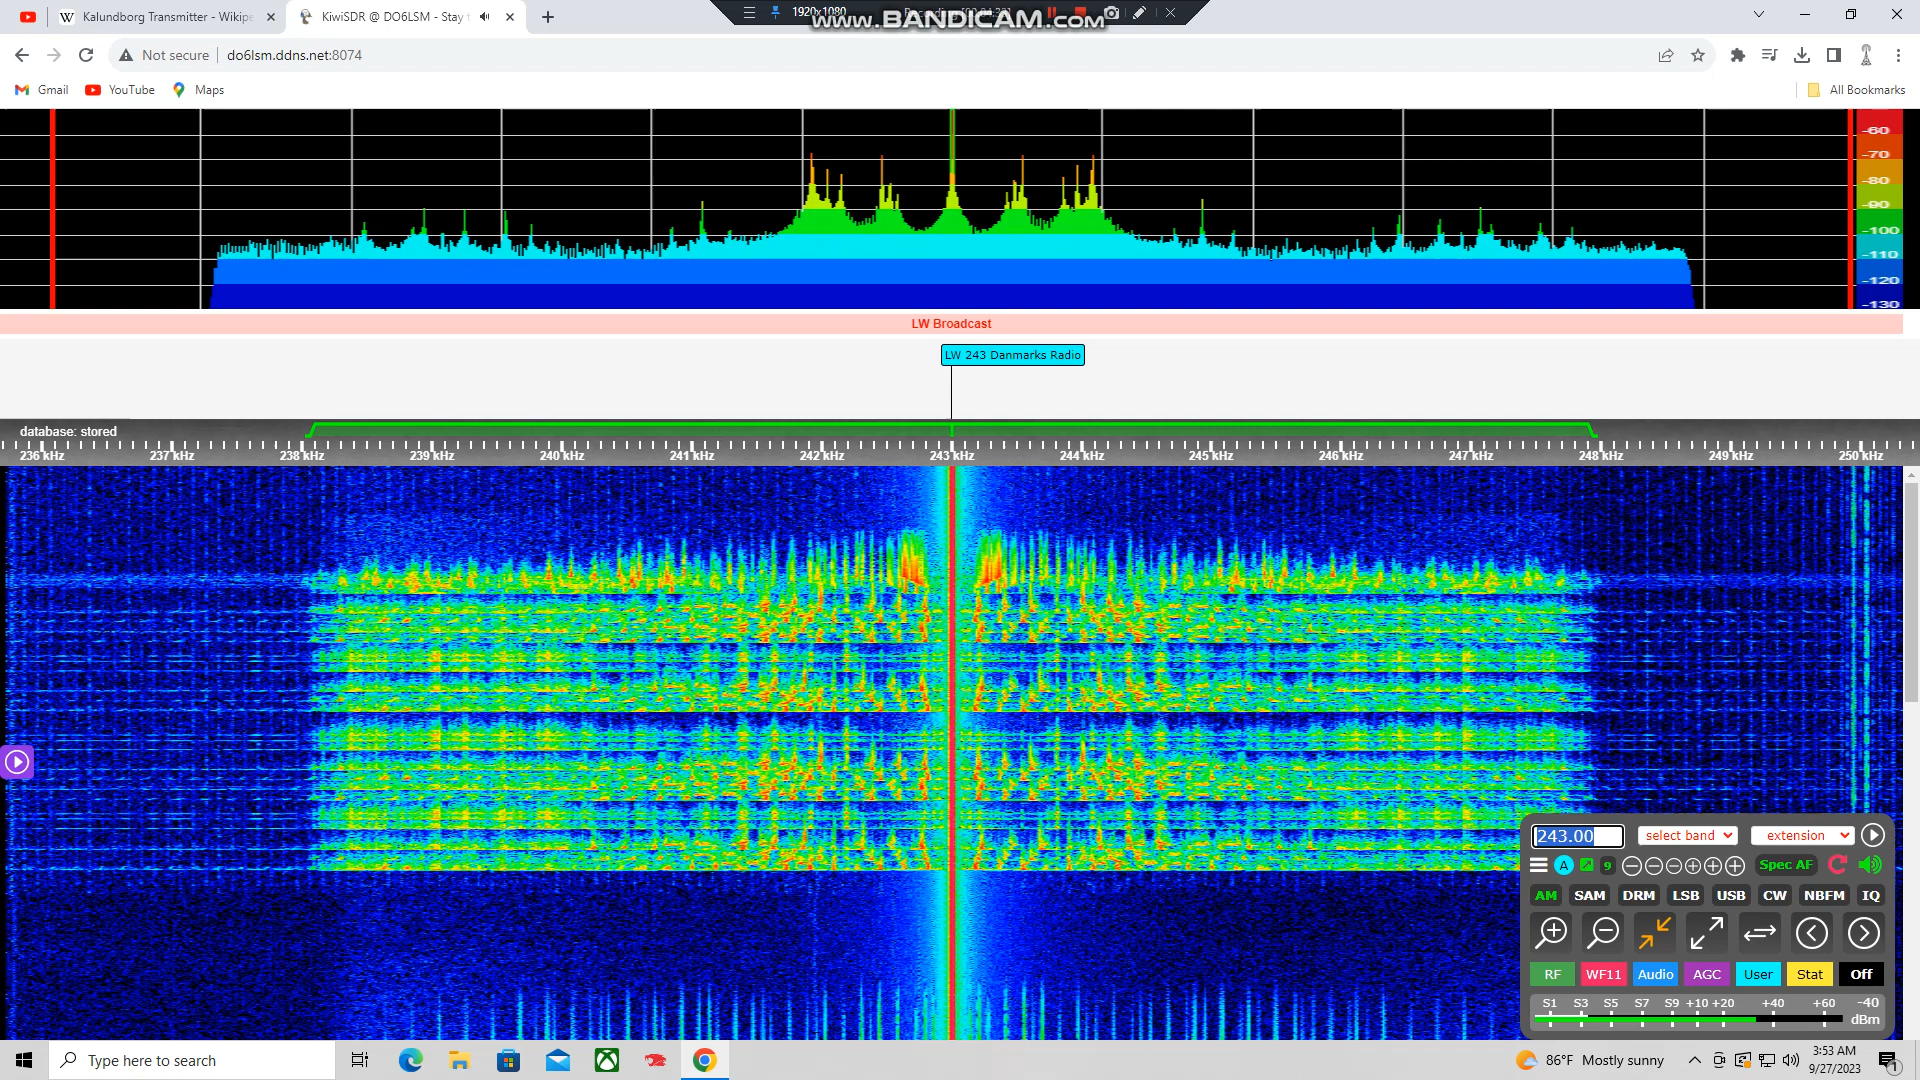 Kalundborg Transmitter - Wikipe
KiwiSDR @ DO6LSM - Stay t
1920x1080
www.BANDICAM.com
Not secure
do6lsm.ddns.net:8074
Gmail
YouTube
Maps
All Bookmarks
-60
-70
-80
-90
-100
-110
-120
-130
LW Broadcast
LW 243 Danmarks Radio
database: stored
236 kHz 237 kHz 238 kHz 239 kHz 240 kHz 241 kHz 242 kHz 243 kHz 244 kHz 245 kHz 246 kHz 247 kHz 248 kHz 249 kHz 250 kHz
243.00 select band extension
A 9 Spec AF
AM SAM DRM LSB USB CW NBFM IQ
RF WF11 Audio AGC User Stat Off
S1 S3 S5 S7 S9 +10 +20 +40 +60 -40
dBm
Type here to search
86°F Mostly sunny
3:53 AM
9/27/2023
1